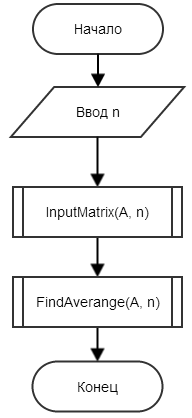 Начало
Ввод n
InputMatrix(A, n)
FindAverange(A, n)
Конец